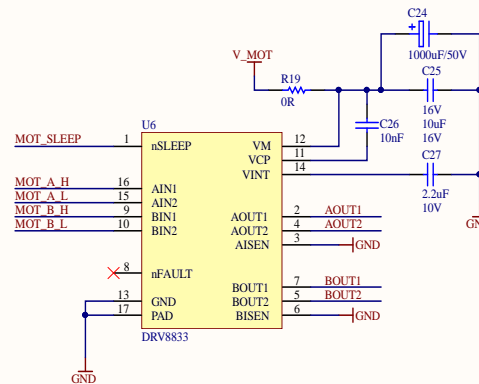 C24
1000uF/50V
V_MOT
R19
0R
C25
16V
10uF
16V
C26
10nF
C27
2.2uF
10V
U6
MOT_SLEEP 1 nSLEEP VM 12
VCP 11
VINT 14
MOT_A_H 16 AIN1
MOT_A_L 15 AIN2
MOT_B_H 9 BIN1 AOUT1 2 AOUT1
MOT_B_L 10 BIN2 AOUT2 4 AOUT2
AISEN 3 GND
8 nFAULT
BOUT1 7 BOUT1
13 GND BOUT2 5 BOUT2
17 PAD BISEN 6 GND
DRV8833
GND